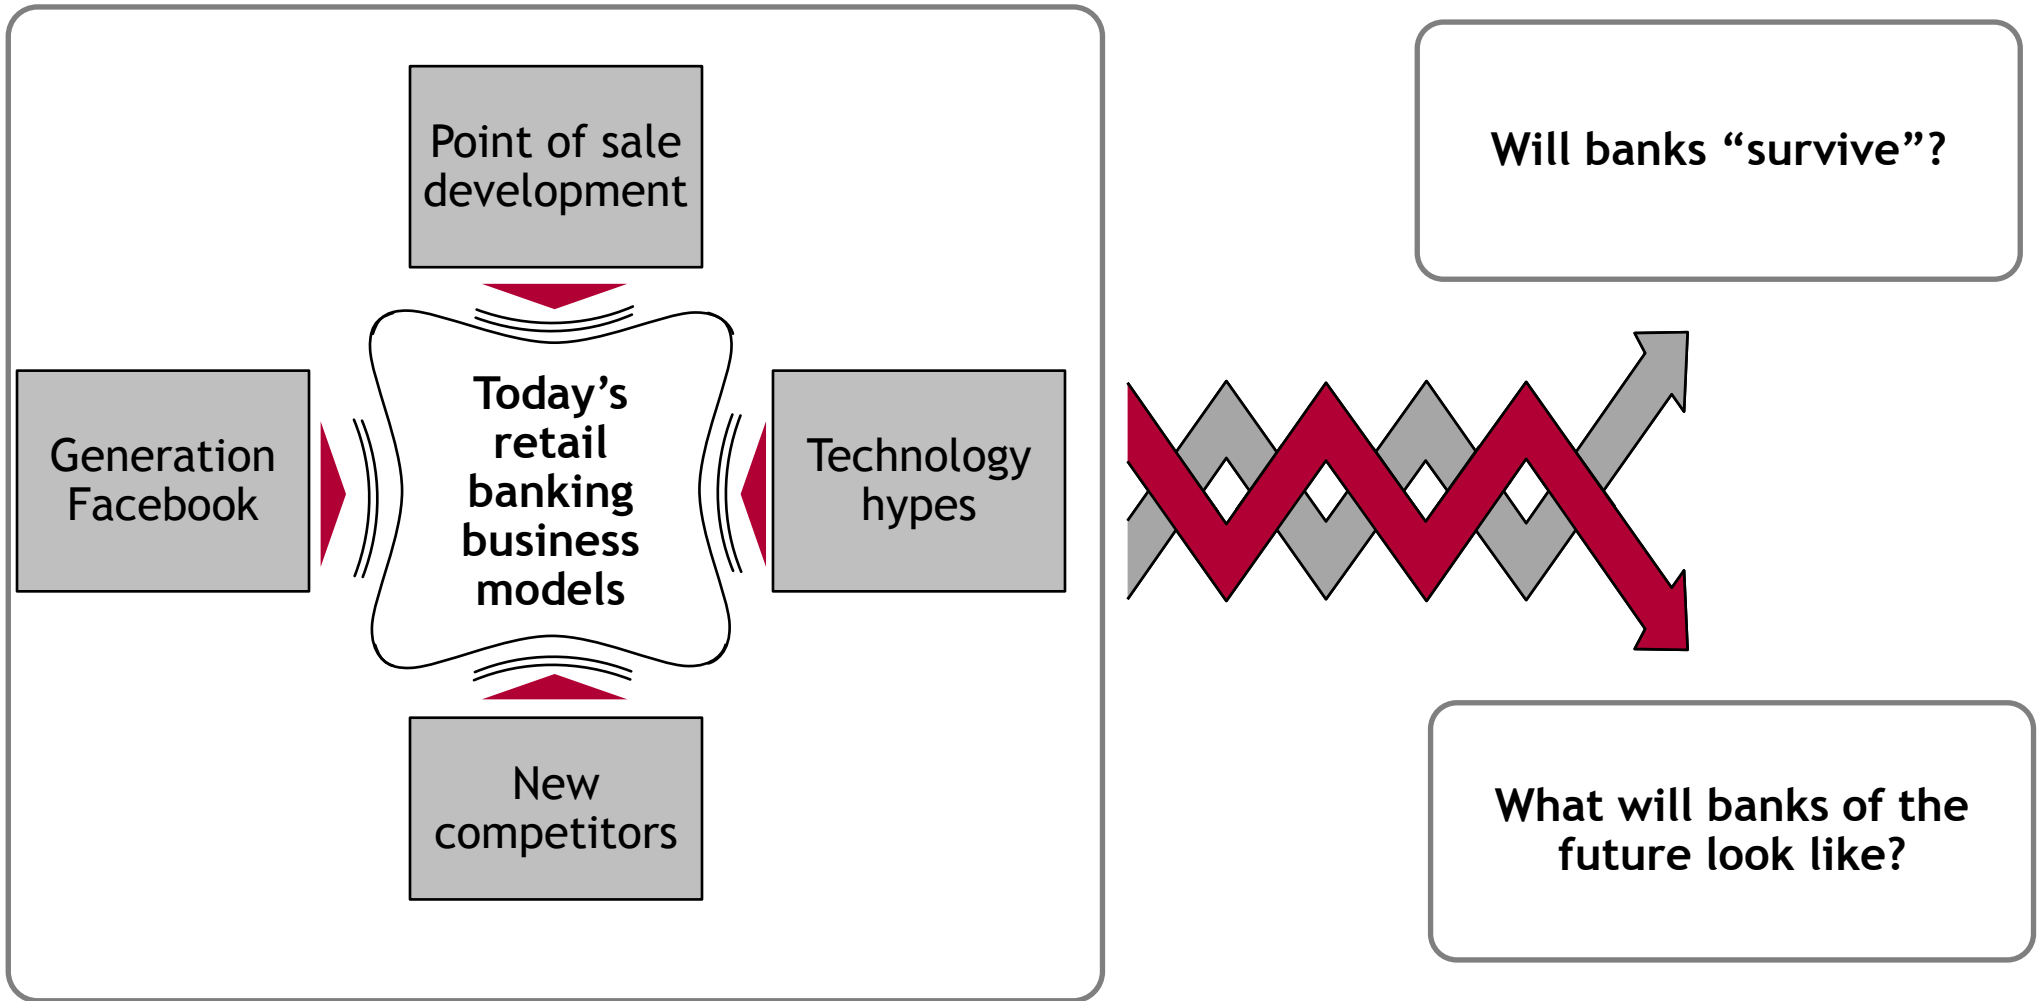 Point of sale
development
Generation
Facebook
Today’s
retail
banking
business
models
Technology
hypes
New
competitors
Will banks “survive”?
What will banks of the
future look like?